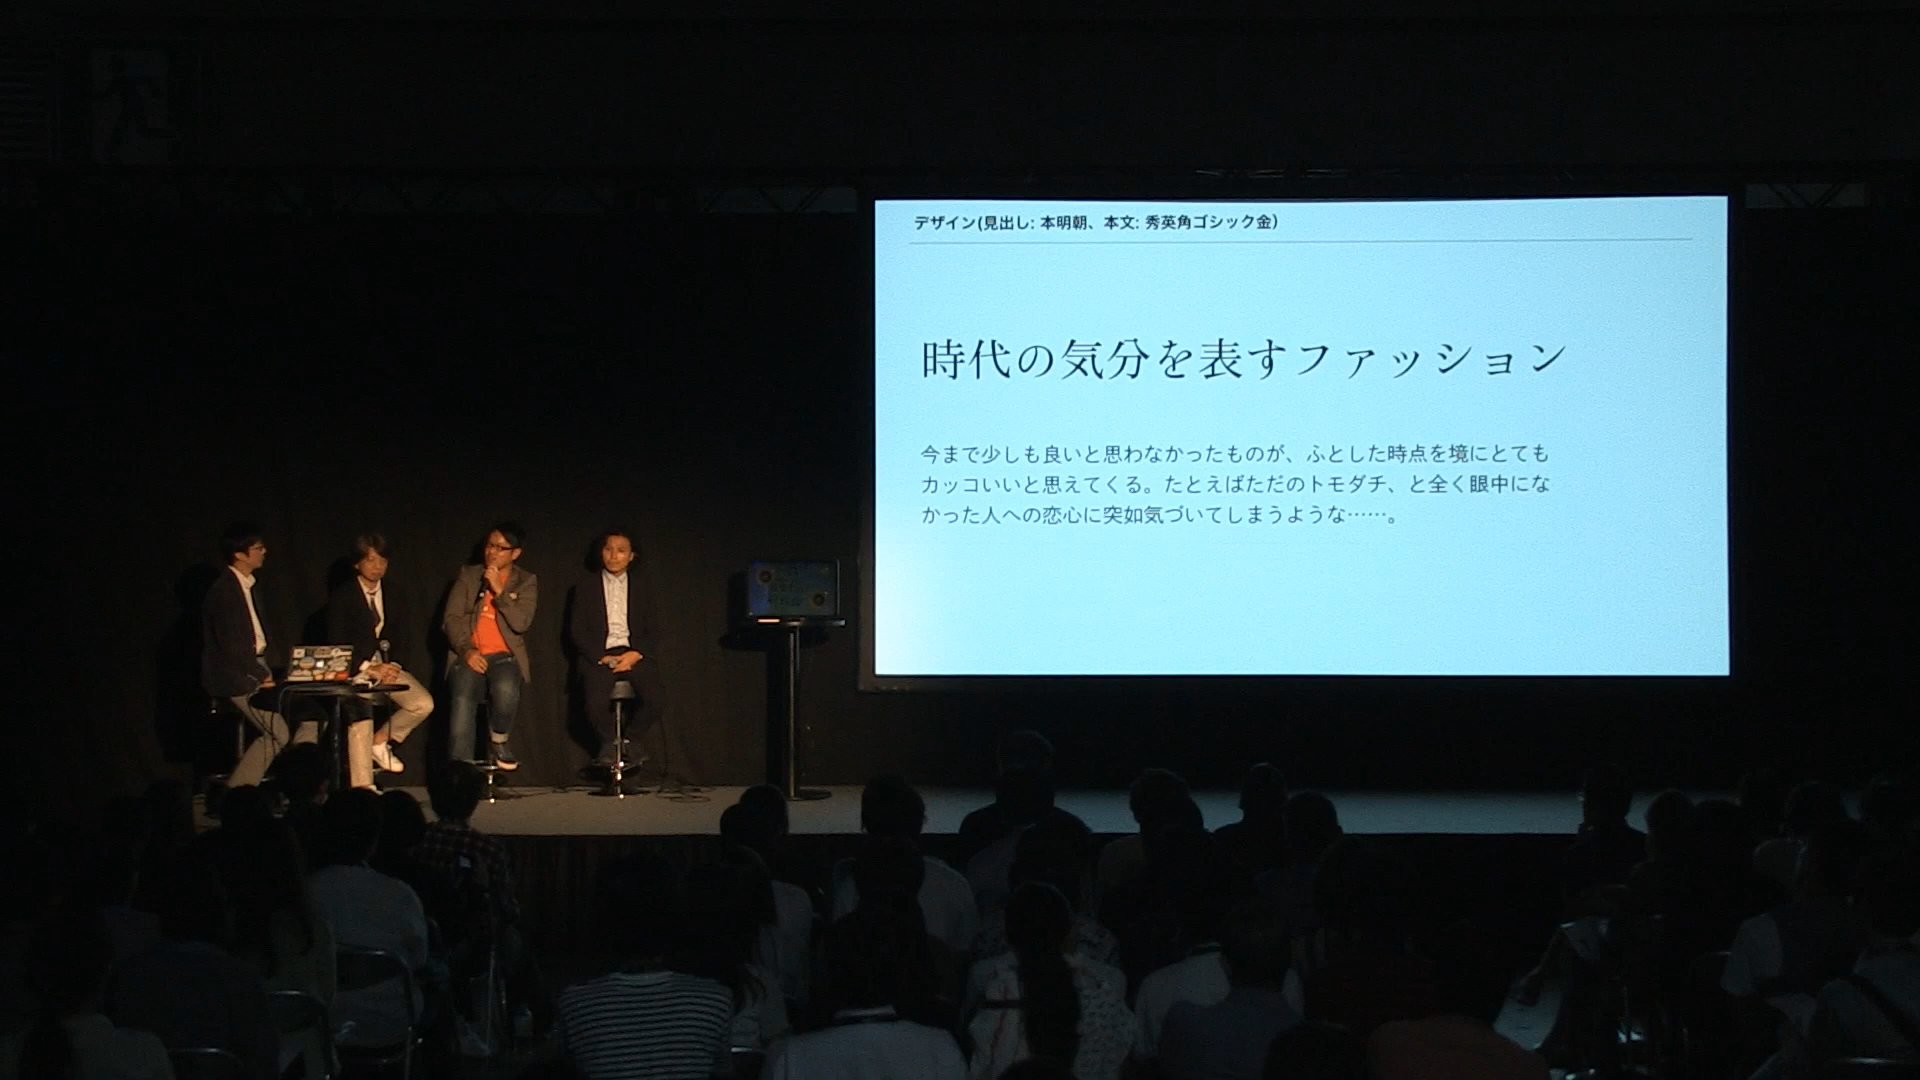 デザイン(見出し: 本明朝、本文: 秀英角ゴシック金)
時代の気分を表すファッション
今まで少しも良いと思わなかったものが、ふとした時点を境にとても
カッコいいと思えてくる。たとえばただのトモダチ、と全く眼中にな
かった人への恋心に突如気づいてしまうような……。